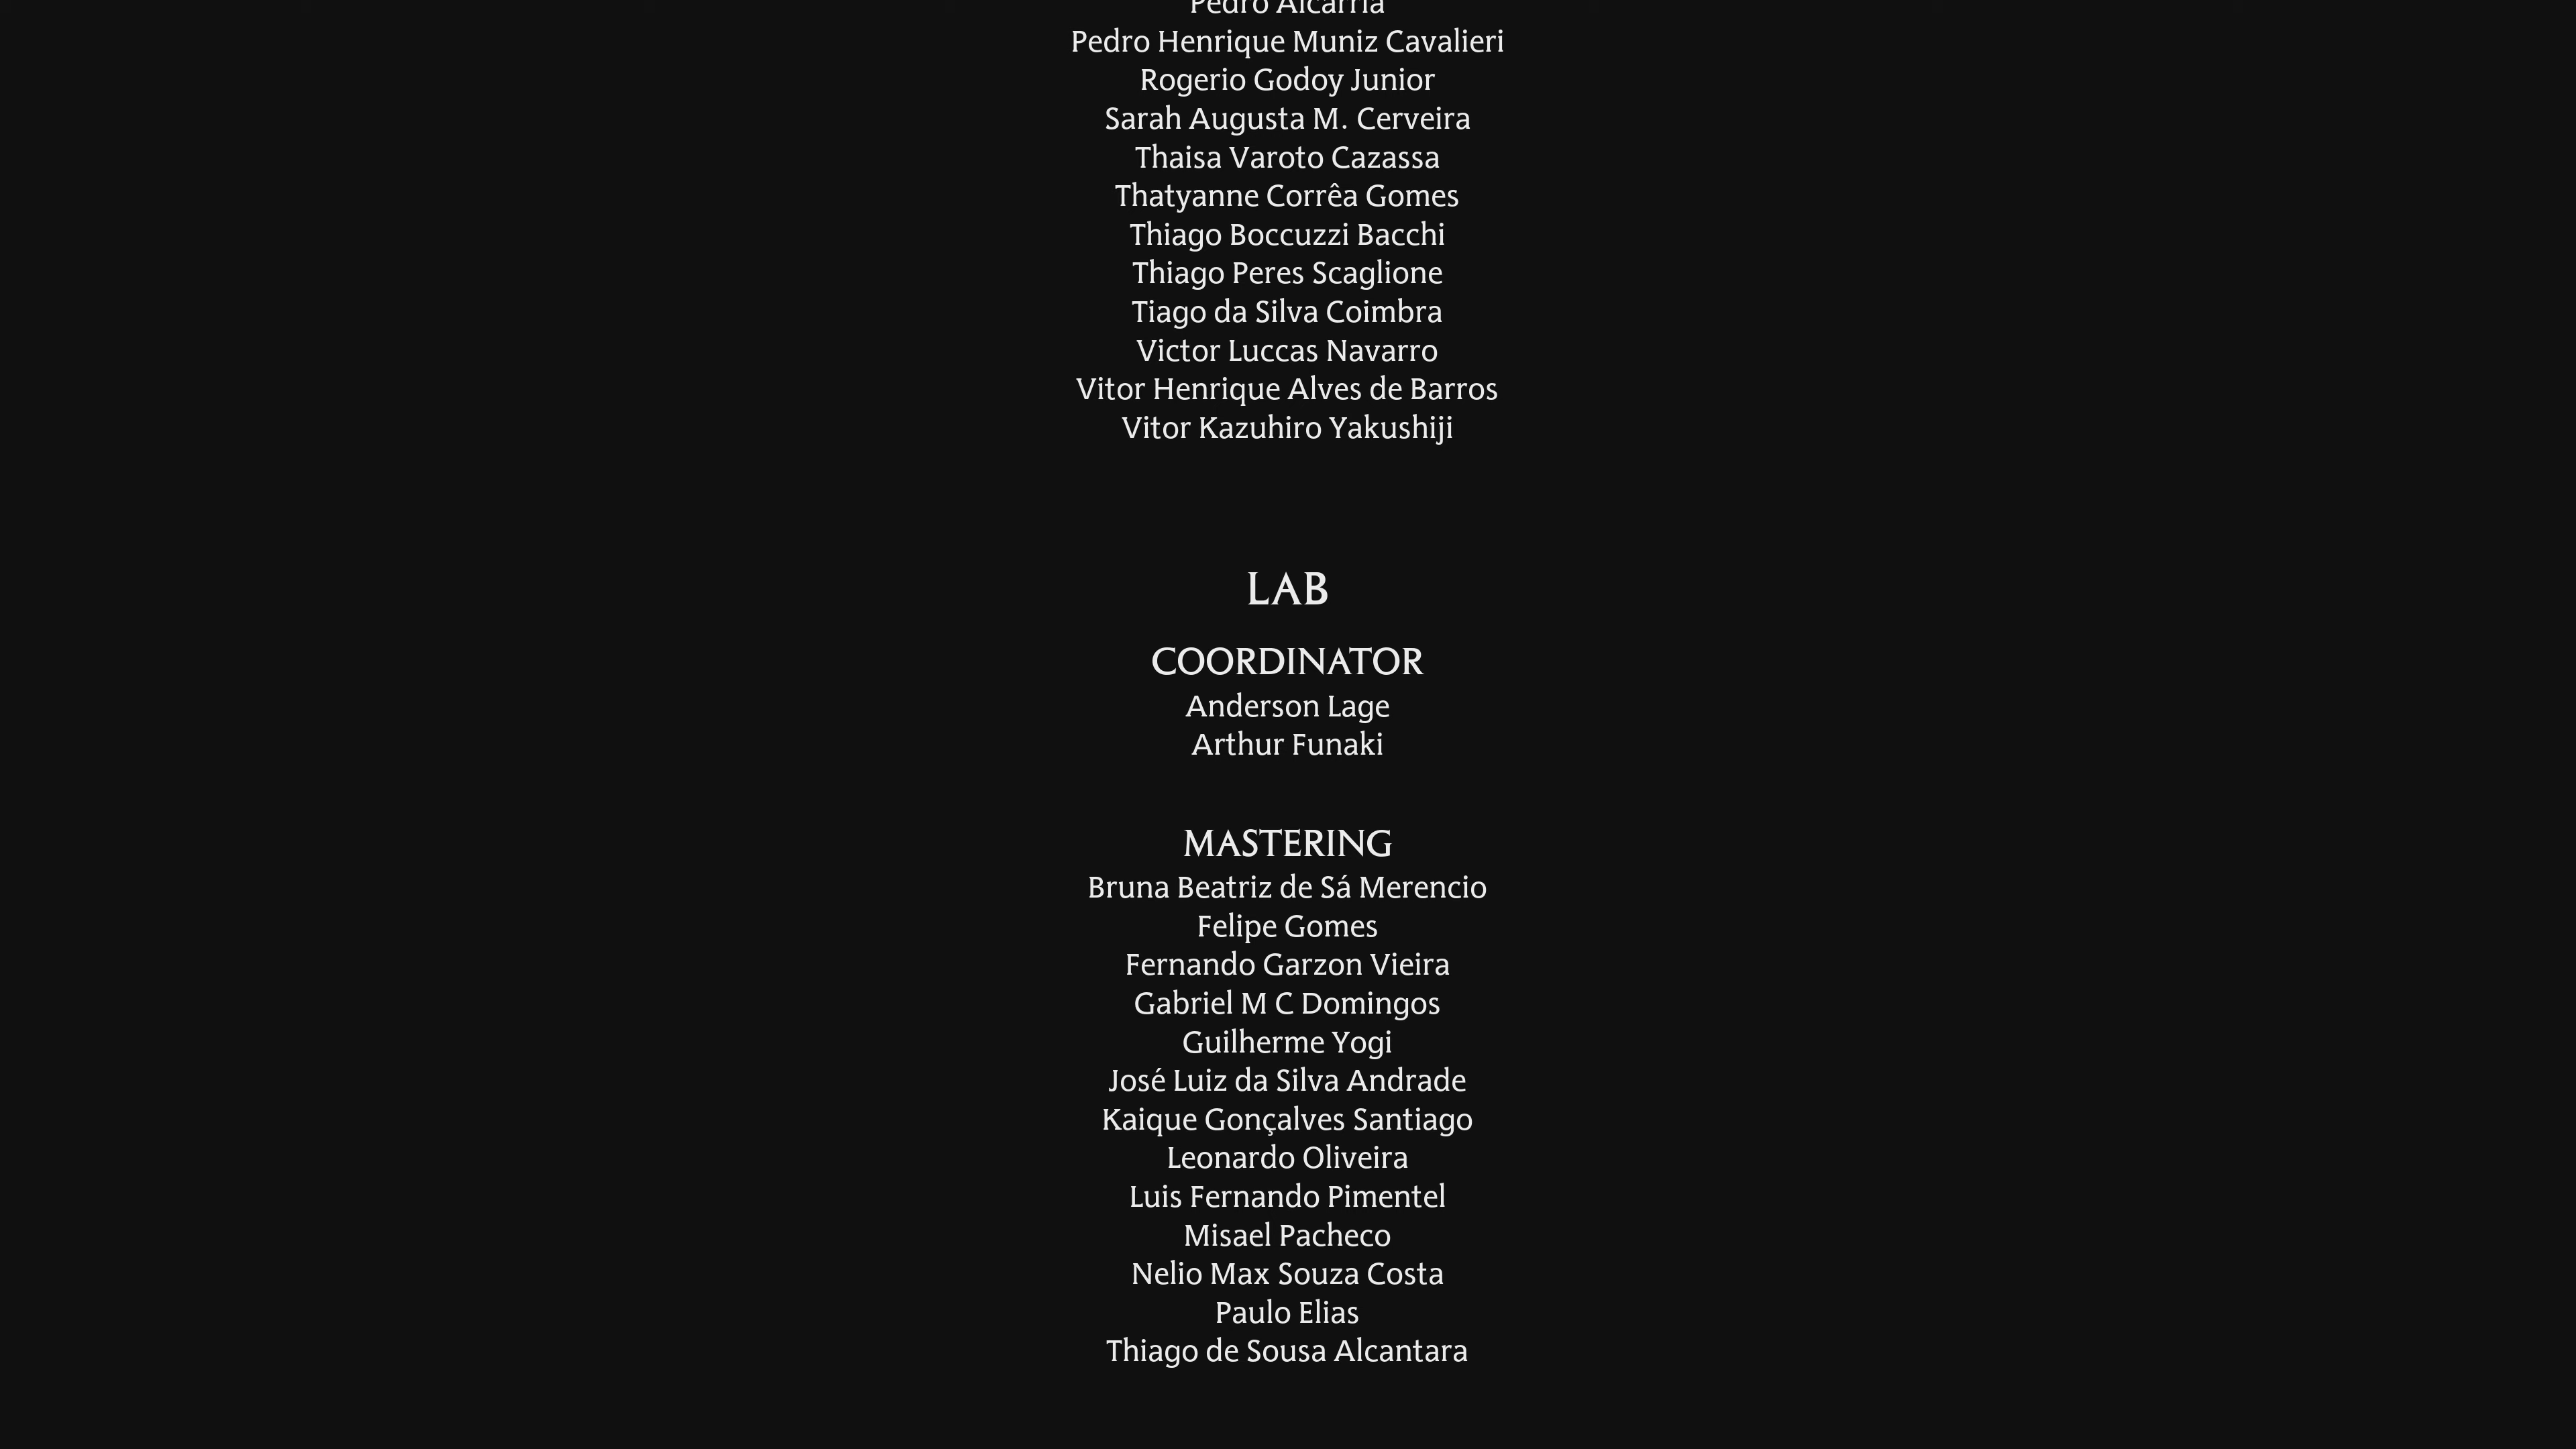 Pedro Alcarria
Pedro Henrique Muniz Cavalieri
Rogerio Godoy Junior
Sarah Augusta M. Cerveira
Thaisa Varoto Cazassa
Thatyanne Corrêa Gomes
Thiago Boccuzzi Bacchi
Thiago Peres Scaglione
Tiago da Silva Coimbra
Victor Luccas Navarro
Vitor Henrique Alves de Barros
Vitor Kazuhiro Yakushiji
LAB
COORDINATOR
Anderson Lage
Arthur Funaki
MASTERING
Bruna Beatriz de Sá Merencio
Felipe Gomes
Fernando Garzon Vieira
Gabriel M C Domingos
Guilherme Yogi
José Luiz da Silva Andrade
Kaique Gonçalves Santiago
Leonardo Oliveira
Luis Fernando Pimentel
Misael Pacheco
Nelio Max Souza Costa
Paulo Elias
Thiago de Sousa Alcantara